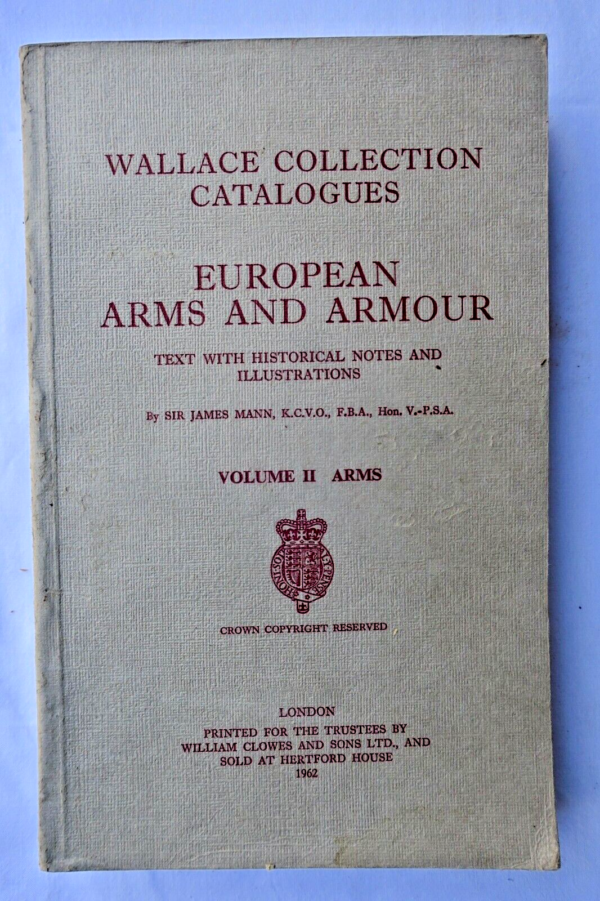 WALLACE COLLECTION
CATALOGUES
EUROPEAN
ARMS AND ARMOUR
TEXT WITH HISTORICAL NOTES AND
ILLUSTRATIONS
By SIR JAMES MANN, K.C.V.O., F.B.A., Hon. V.-P.S.A.
VOLUME II ARMS
CROWN COPYRIGHT RESERVED
LONDON
PRINTED FOR THE TRUSTEES BY
WILLIAM CLOWES AND SONS LTD., AND
SOLD AT HERTFORD HOUSE
1962